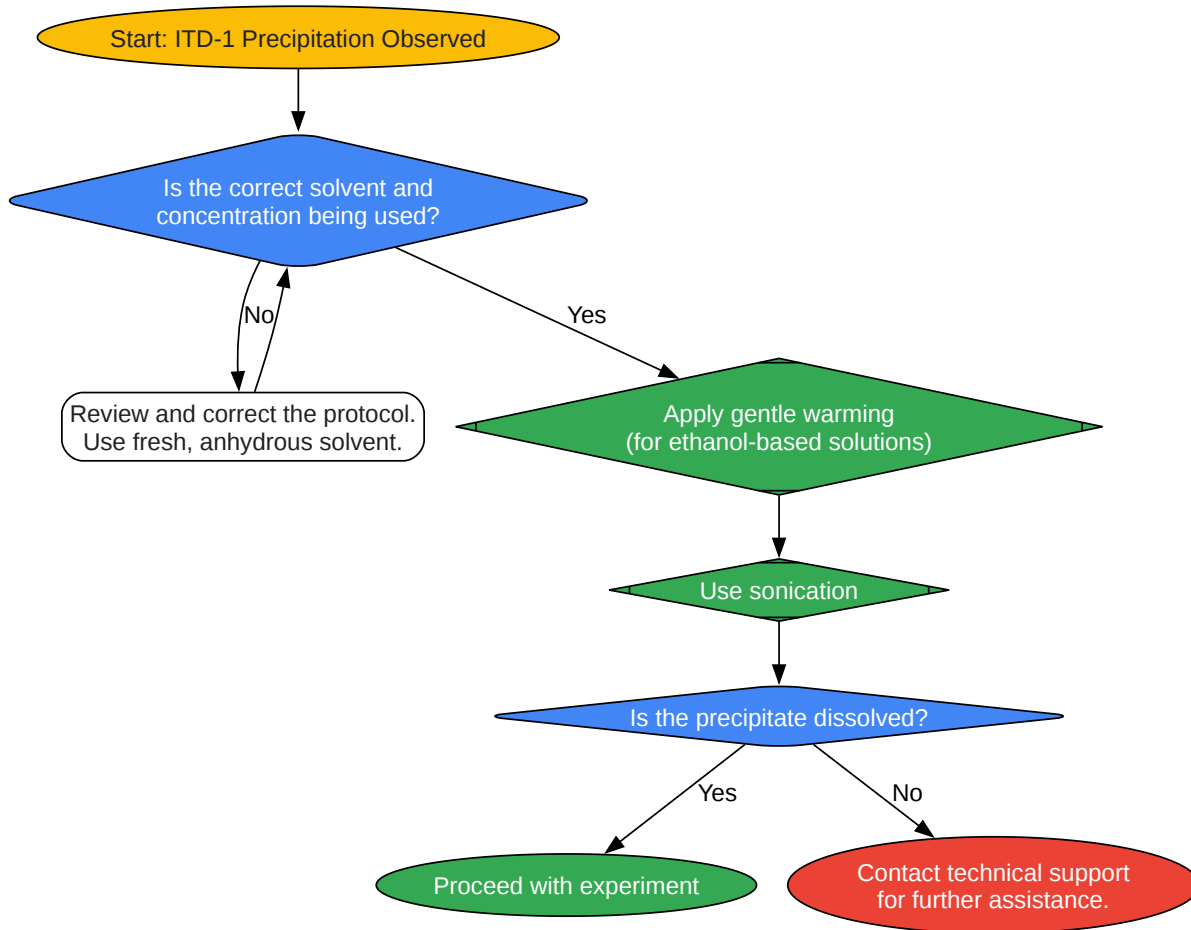 Start: ITD-1 Precipitation Observed
Is the correct solvent and
concentration being used?
No
Yes
Review and correct the protocol.
Use fresh, anhydrous solvent.
Apply gentle warming
(for ethanol-based solutions)
Use sonication
Is the precipitate dissolved?
Yes
No
Proceed with experiment
Contact technical support
for further assistance.